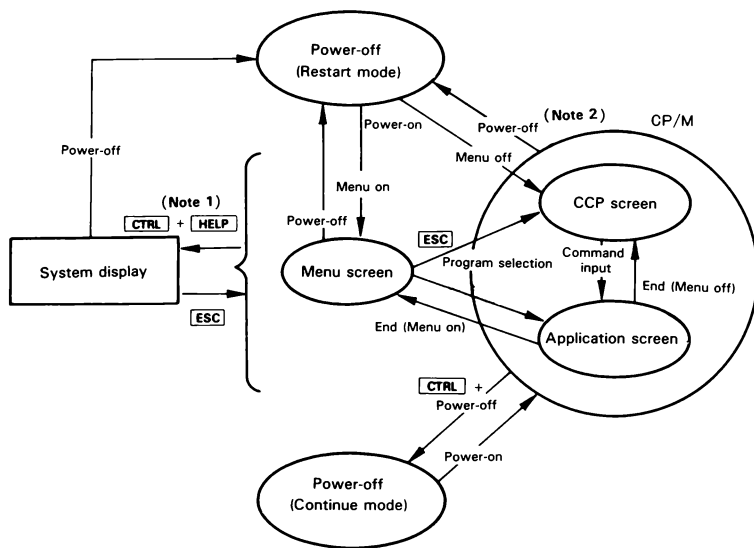 Power-off
(Restart mode)
(Note 2)
CP/M
Power-on
Power-off
Power-off
Menu off
(Note 1)
Menu on
CTRL + HELP
Power-off
CCP screen
ESC
System display
Menu screen
Program selection
Command
input
End (Menu off)
ESC
End (Menu on)
Application screen
CTRL +
Power-off
Power-on
Power-off
(Continue mode)